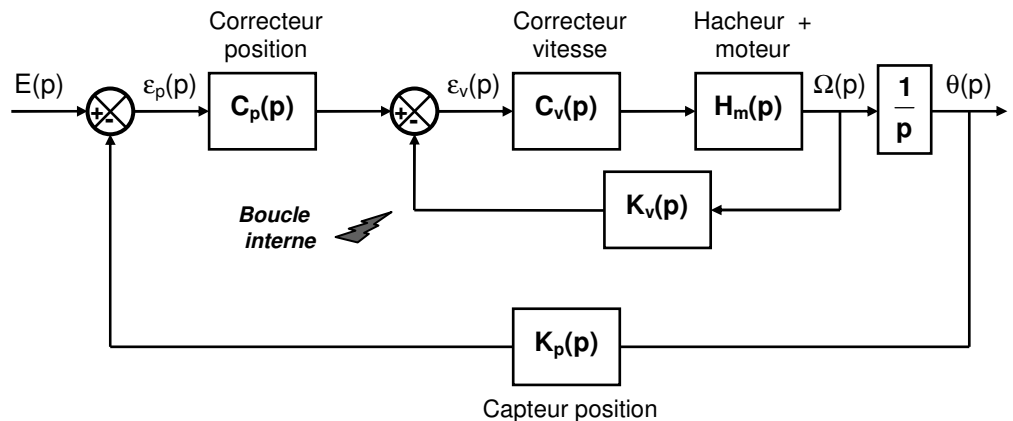 Correcteur
position
Correcteur
vitesse
Hacheur +
moteur
E(p)
+
-
εp(p)
Cp(p)
+
-
εv(p)
Cv(p)
Hm(p)
Ω(p)
1
p
θ(p)
Kv(p)
Boucle
interne
Kp(p)
Capteur position